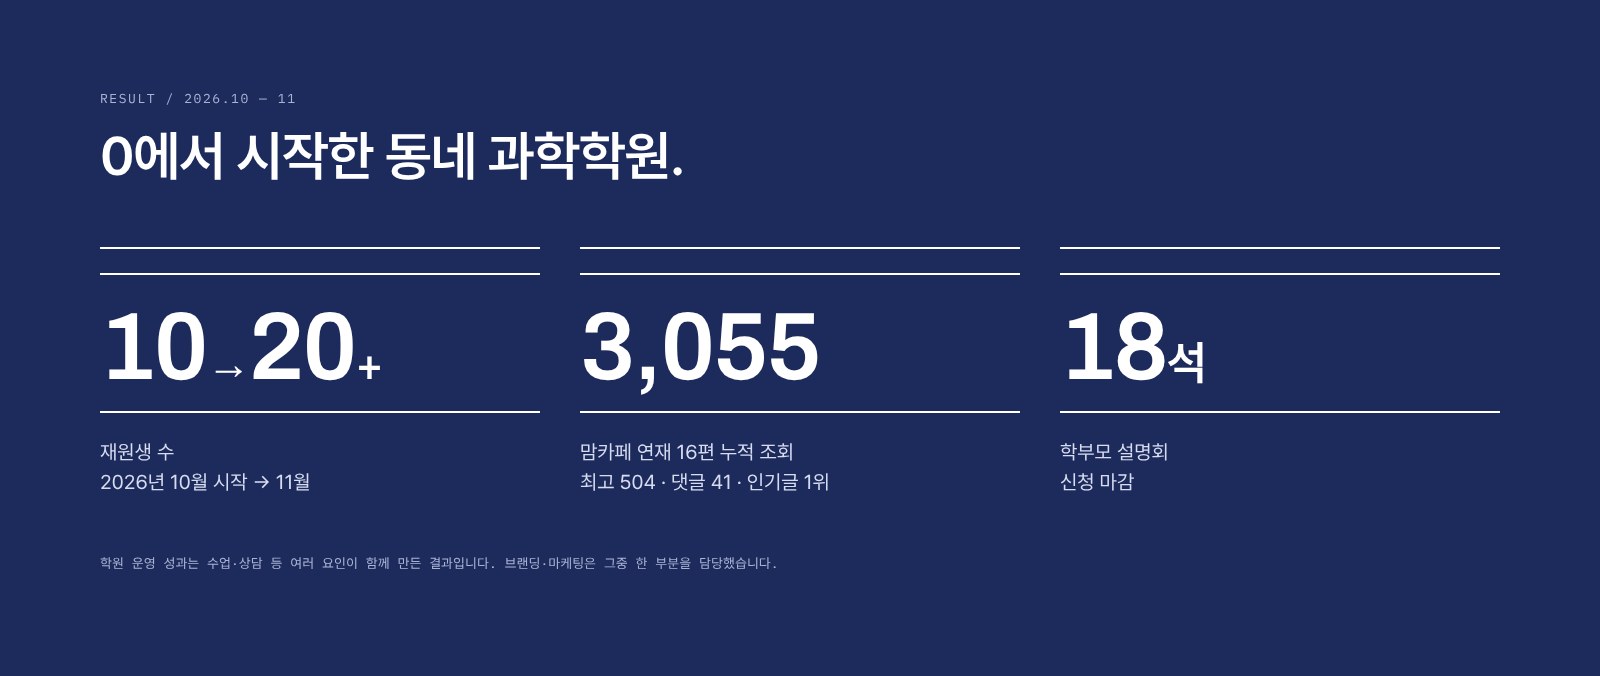 RESULT / 2026.10 — 11
0에서 시작한 동네 과학학원.
10→20+
3,055
18석
재원생 수
2026년 10월 시작 → 11월
맘카페 연재 16편 누적 조회
최고 504 · 댓글 41 · 인기글 1위
학부모 설명회
신청 마감
학원 운영 성과는 수업·상담 등 여러 요인이 함께 만든 결과입니다. 브랜딩·마케팅은 그중 한 부분을 담당했습니다.